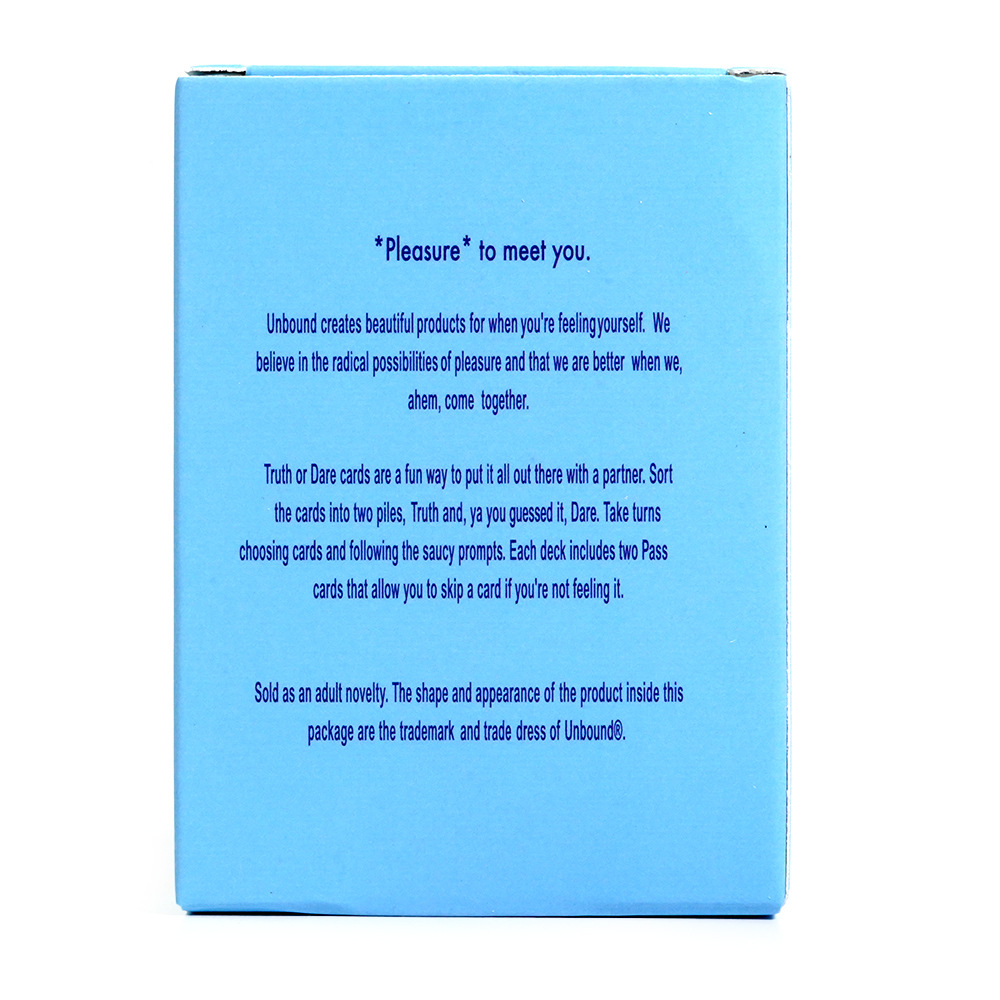 *Pleasure* to meet you.
Unbound creates beautiful products for when you're feeling yourself. We
believe in the radical possibilities of pleasure and that we are better when we,
ahem, come together.
Truth or Dare cards are a fun way to put it all out there with a partner. Sort
the cards into two piles, Truth and, ya you guessed it, Dare. Take turns
choosing cards and following the saucy prompts. Each deck includes two Pass
cards that allow you to skip a card if you're not feeling it.
Sold as an adult novelty. The shape and appearance of the product inside this
package are the trademark and trade dress of Unbound®.